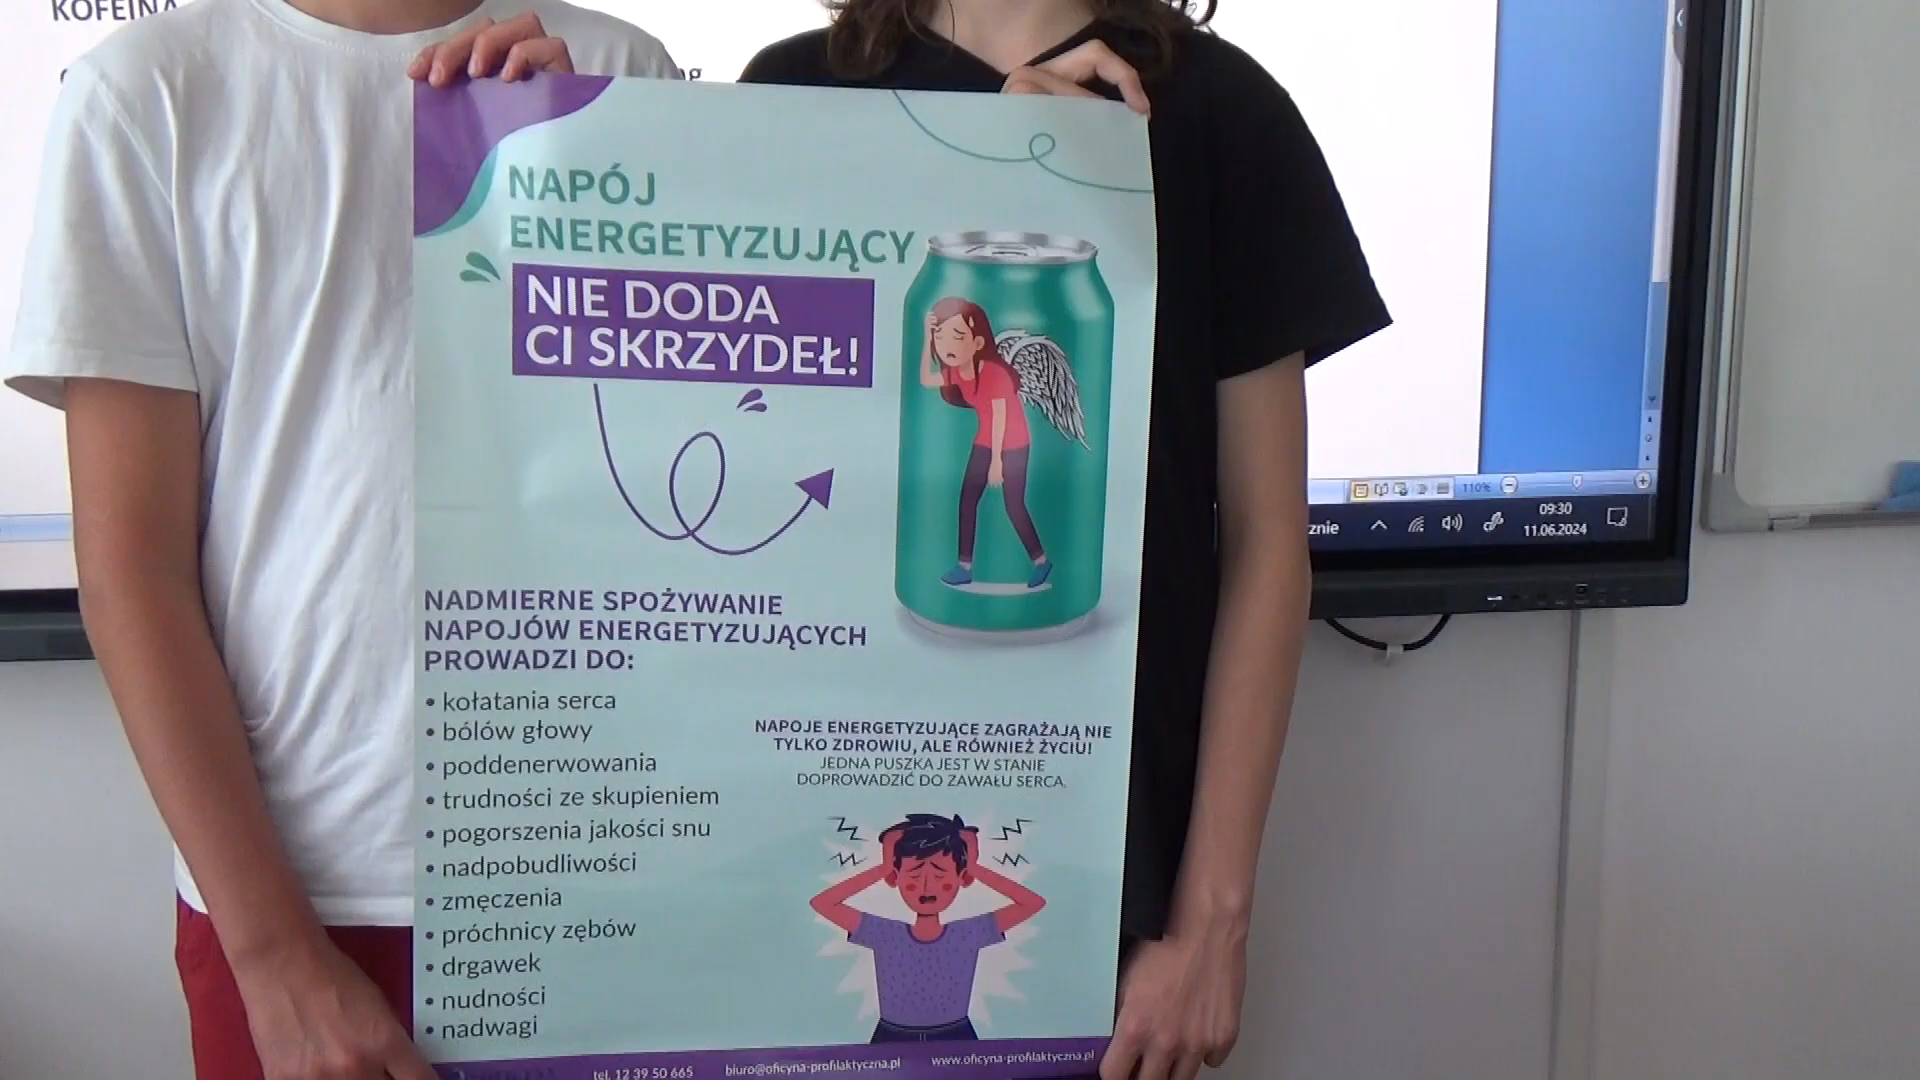 KOFEINA
NAPÓJ
ENERGETYZUJĄCY
NIE DODA
CI SKRZYDEŁ!
NADMIERNE SPOŻYWANIE
NAPOJÓW ENERGETYZUJĄCYCH
PROWADZI DO:
• kołatania serca
• bólów głowy
• poddenerwowania
• trudności ze skupieniem
• pogorszenia jakości snu
• nadpobudliwości
• zmęczenia
• próchnicy zębów
• drgawek
• nudności
• nadwagi
NAPOJE ENERGETYZUJĄCE ZAGRAŻAJĄ NIE
TYLKO ZDROWIU, ALE RÓWNIEŻ ŻYCIU!
JEDNA PUSZKA JEST W STANIE
DOPROWADZIĆ DO ZAWAŁU SERCA.
tel. 12 39 50 665 biuro@oficyna-profilaktyczna.pl www.oficyna-profilaktyczna.pl
110%
znie
09:30
11.06.2024